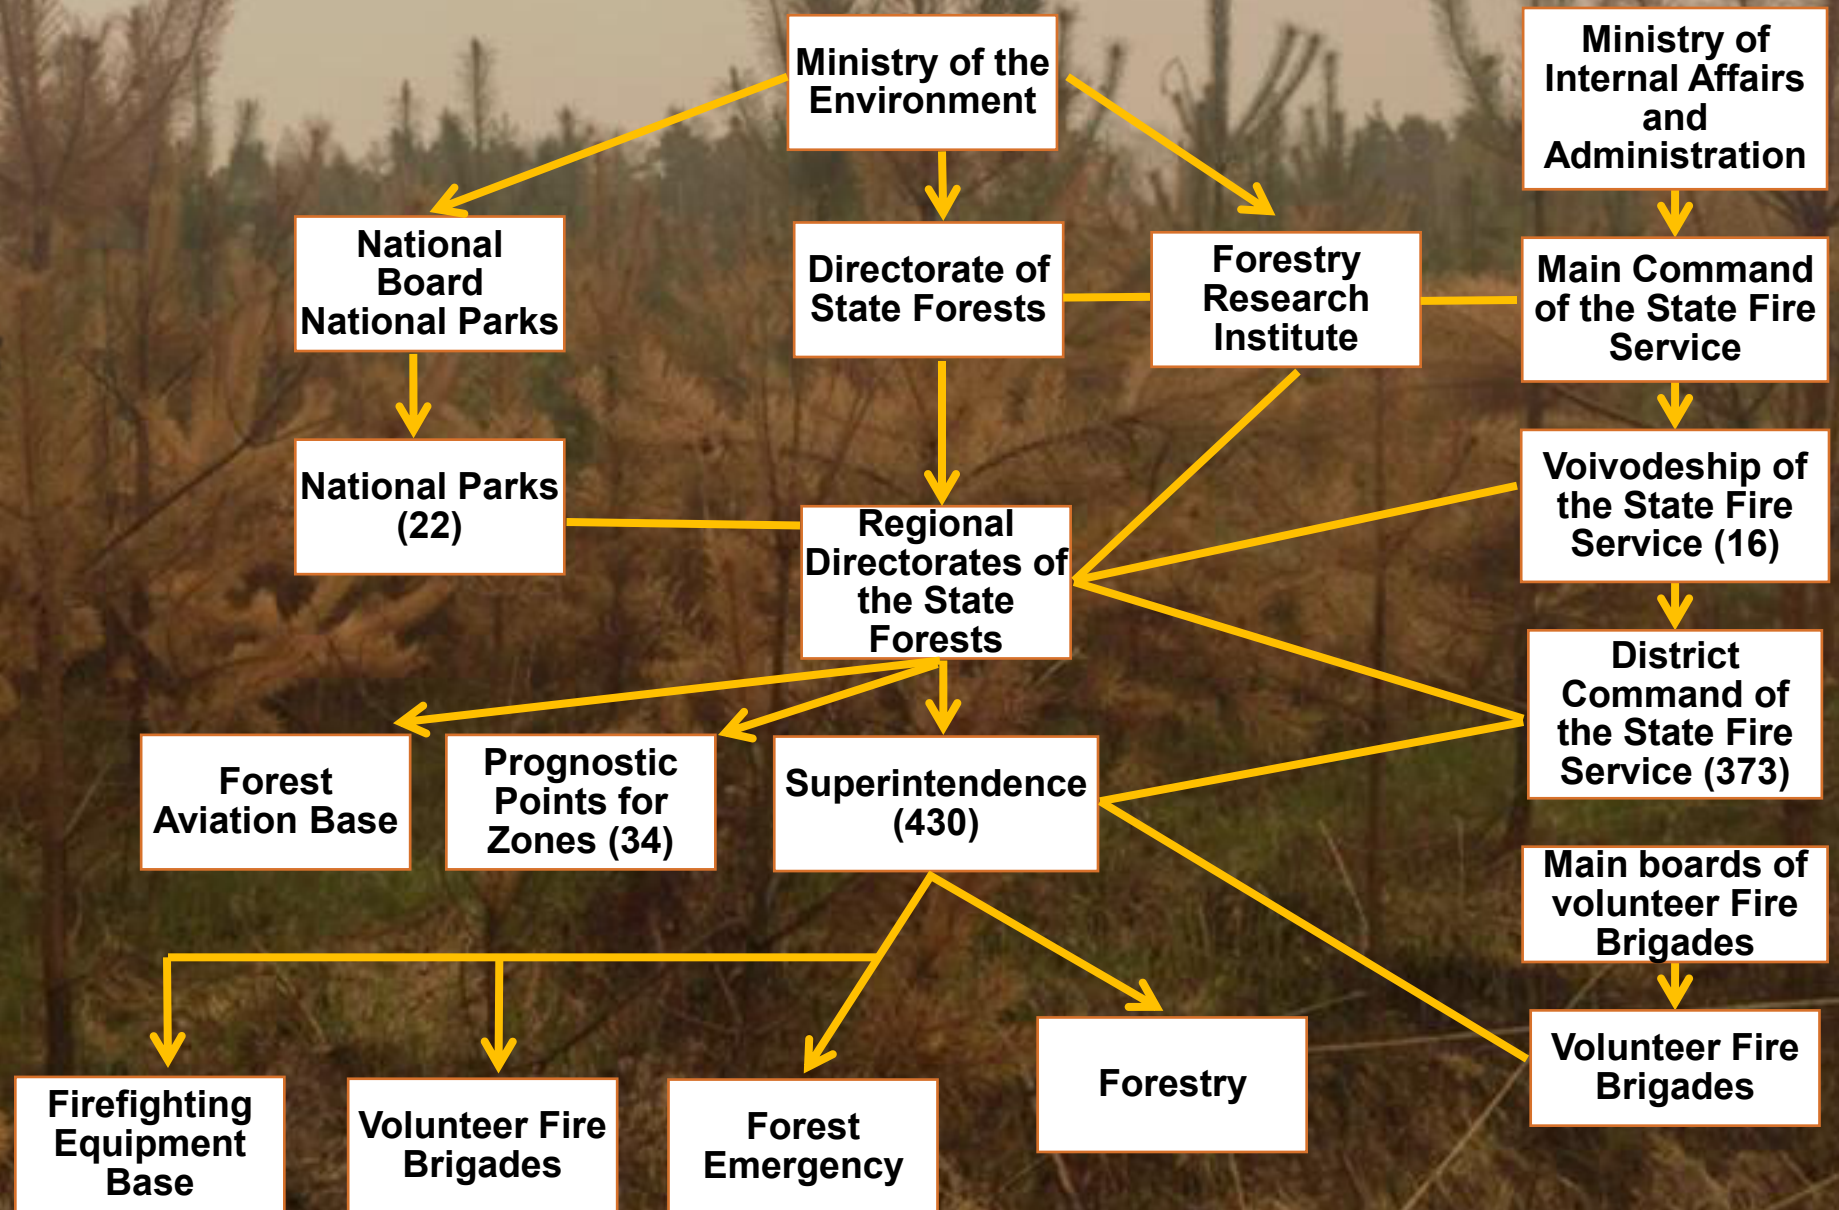 Ministry of the
Environment
Ministry of
Internal Affairs
and
Administration
National
Board
National Parks
Directorate of
State Forests
Forestry
Research
Institute
Main Command
of the State Fire
Service
National Parks
(22)
Regional
Directorates of
the State
Forests
Voivodeship of
the State Fire
Service (16)
District
Command of
the State Fire
Service (373)
Forest
Aviation Base
Prognostic
Points for
Zones (34)
Superintendence
(430)
Main boards of
volunteer Fire
Brigades
Firefighting
Equipment
Base
Volunteer Fire
Brigades
Forest
Emergency
Forestry
Volunteer Fire
Brigades